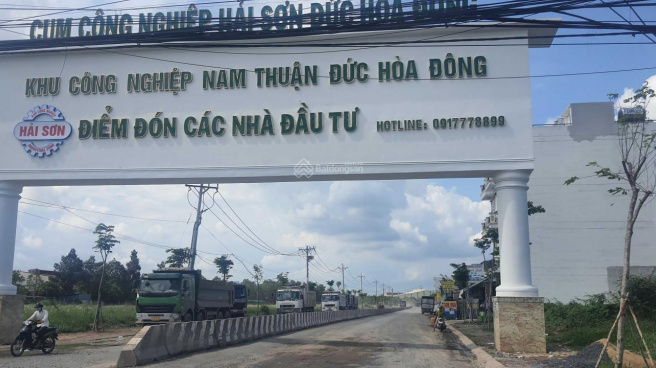 CỤM CÔNG NGHIỆP HẢI SƠN ĐỨC HÒA ĐÔNG
KHU CÔNG NGHIỆP NAM THUẬN ĐỨC HÒA ĐÔNG
HẢI SƠN
ĐIỂM ĐÓN CÁC NHÀ ĐẦU TƯ
HOTLINE: 0917778899
Batdongsan